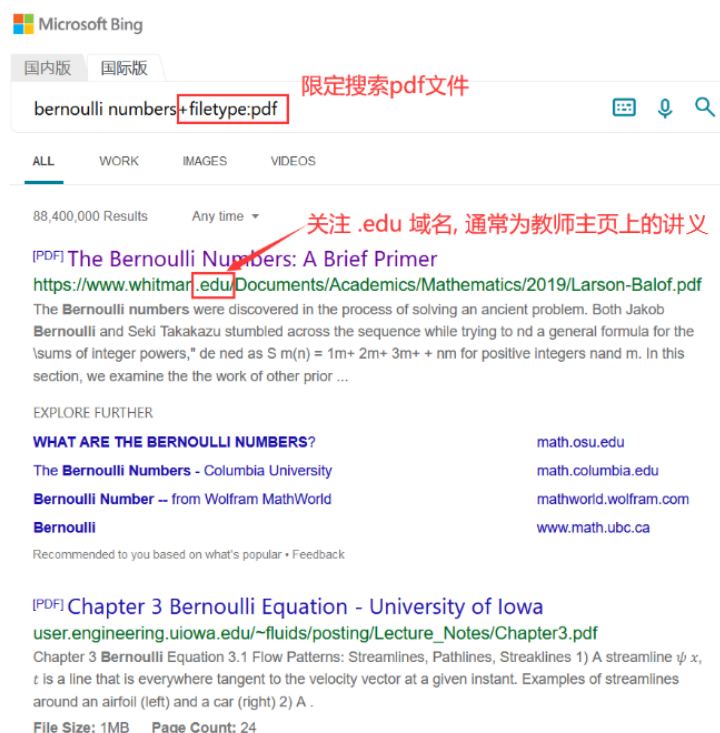 Microsoft Bing
国内版 国际版
限定搜索pdf文件
bernoulli numbers+filetype:pdf
ALL WORK IMAGES VIDEOS
88,400,000 Results Any time
关注 .edu 域名, 通常为教师主页上的讲义
[PDF] The Bernoulli Numbers: A Brief Primer
https://www.whitman.edu/Documents/Academics/Mathematics/2019/Larson-Balof.pdf
The Bernoulli numbers were discovered in the process of solving an ancient problem. Both Jakob
Bernoulli and Seki Takakazu stumbled across the sequence while trying to nd a general formula for the
\sums of integer powers," de ned as S m(n) = 1m+ 2m+ 3m+ + nm for positive integers nand m. In this
section, we examine the the work of other prior ...
EXPLORE FURTHER
WHAT ARE THE BERNOULLI NUMBERS? math.osu.edu
The Bernoulli Numbers - Columbia University math.columbia.edu
Bernoulli Number -- from Wolfram MathWorld mathworld.wolfram.com
Bernoulli www.math.ubc.ca
Recommended to you based on what's popular • Feedback
[PDF] Chapter 3 Bernoulli Equation - University of Iowa
user.engineering.uiowa.edu/~fluids/posting/Lecture_Notes/Chapter3.pdf
Chapter 3 Bernoulli Equation 3.1 Flow Patterns: Streamlines, Pathlines, Streaklines 1) A streamline 𝜓 𝑥,
𝑡 is a line that is everywhere tangent to the velocity vector at a given instant. Examples of streamlines
around an airfoil (left) and a car (right) 2) A .
File Size: 1MB Page Count: 24